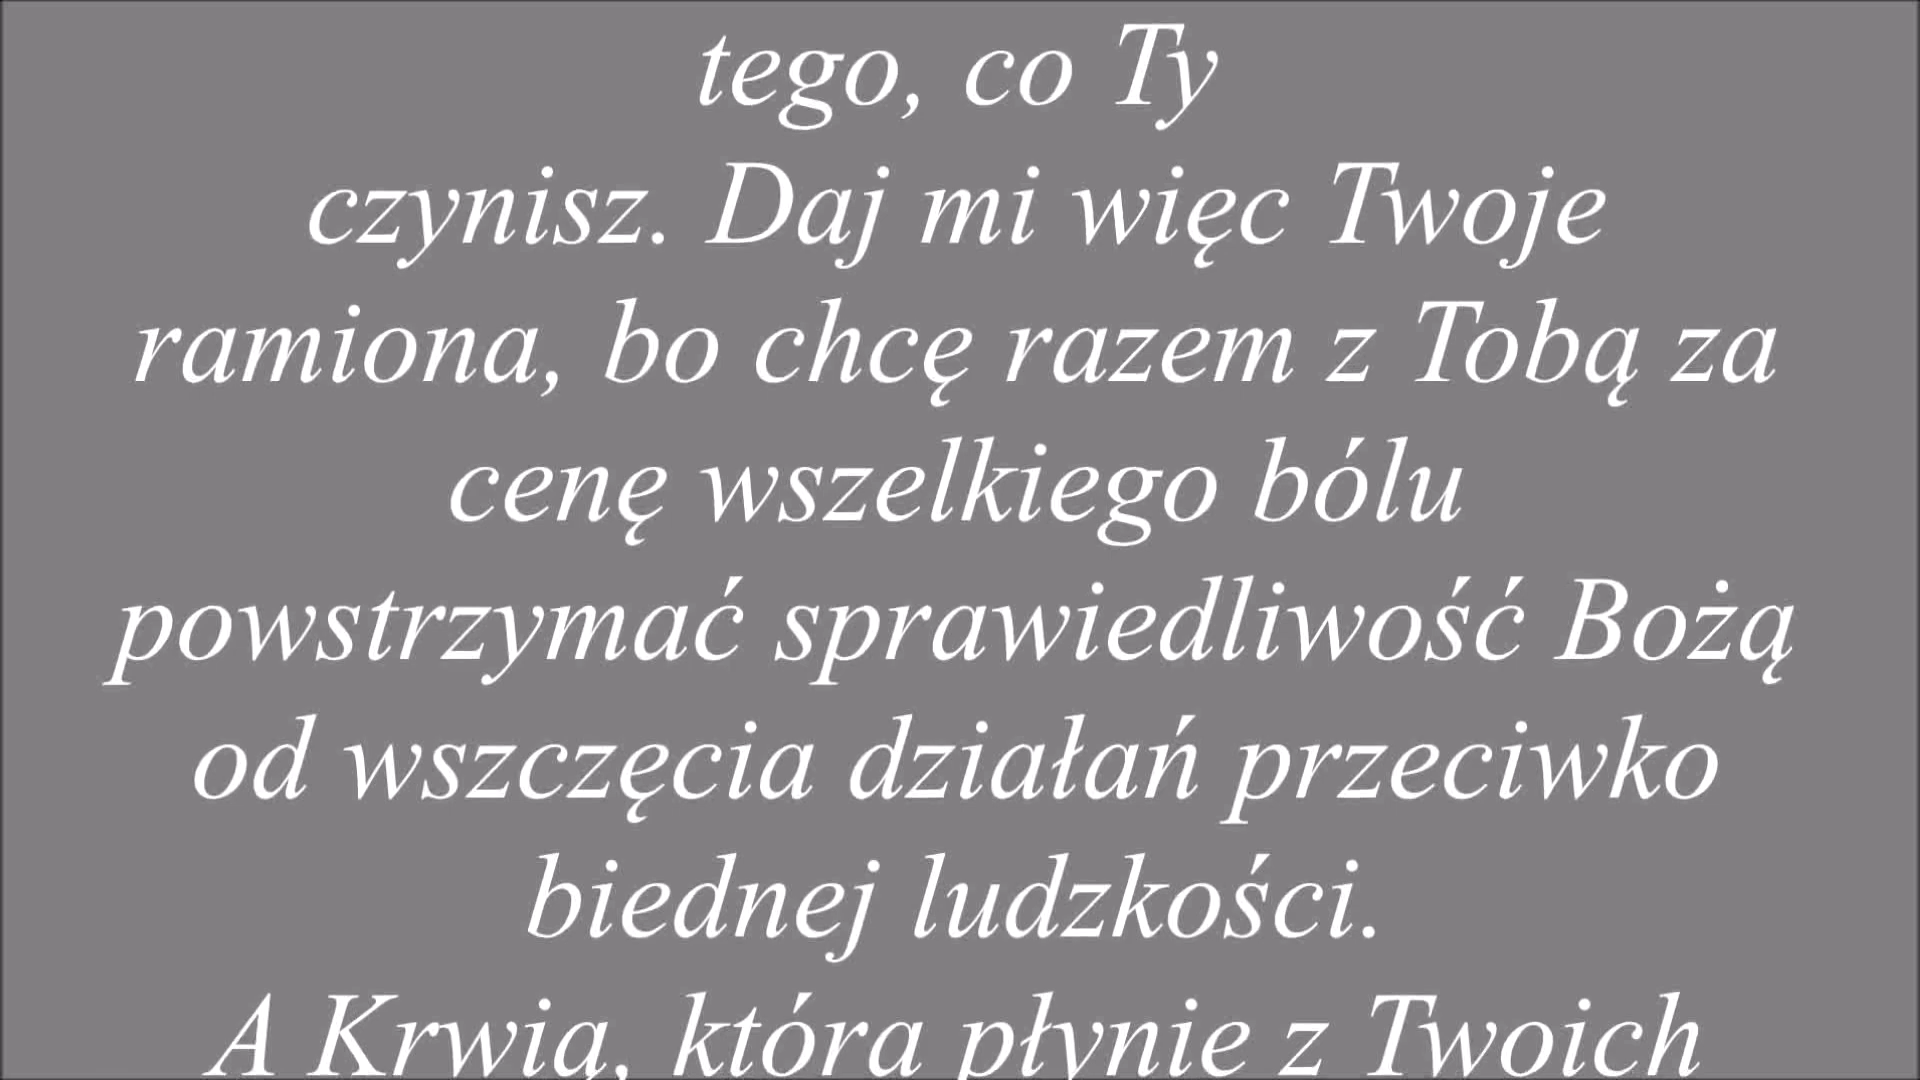 tego, co Ty
czynisz. Daj mi więc Twoje
ramiona, bo chcę razem z Tobą za
cenę wszelkiego bólu
powstrzymać sprawiedliwość Bożą
od wszczęcia działań przeciwko
biednej ludzkości.
A Krwią, która płynie z Twoich